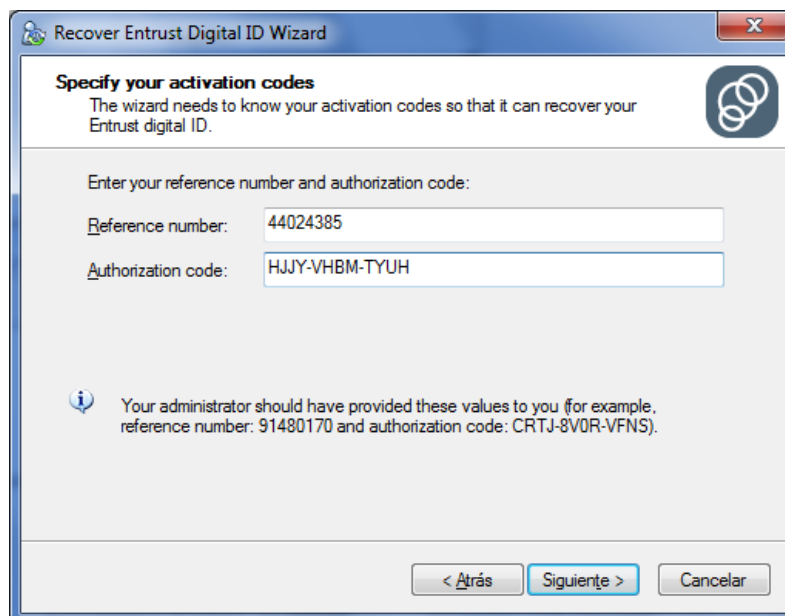 Recover Entrust Digital ID Wizard
Specify your activation codes
The wizard needs to know your activation codes so that it can recover your
Entrust digital ID.
Enter your reference number and authorization code:
Reference number: 44024385
Authorization code: HJJY-VHBM-TYUH
Your administrator should have provided these values to you (for example,
reference number: 91480170 and authorization code: CRTJ-8V0R-VFNS).
< Atrás Siguiente > Cancelar